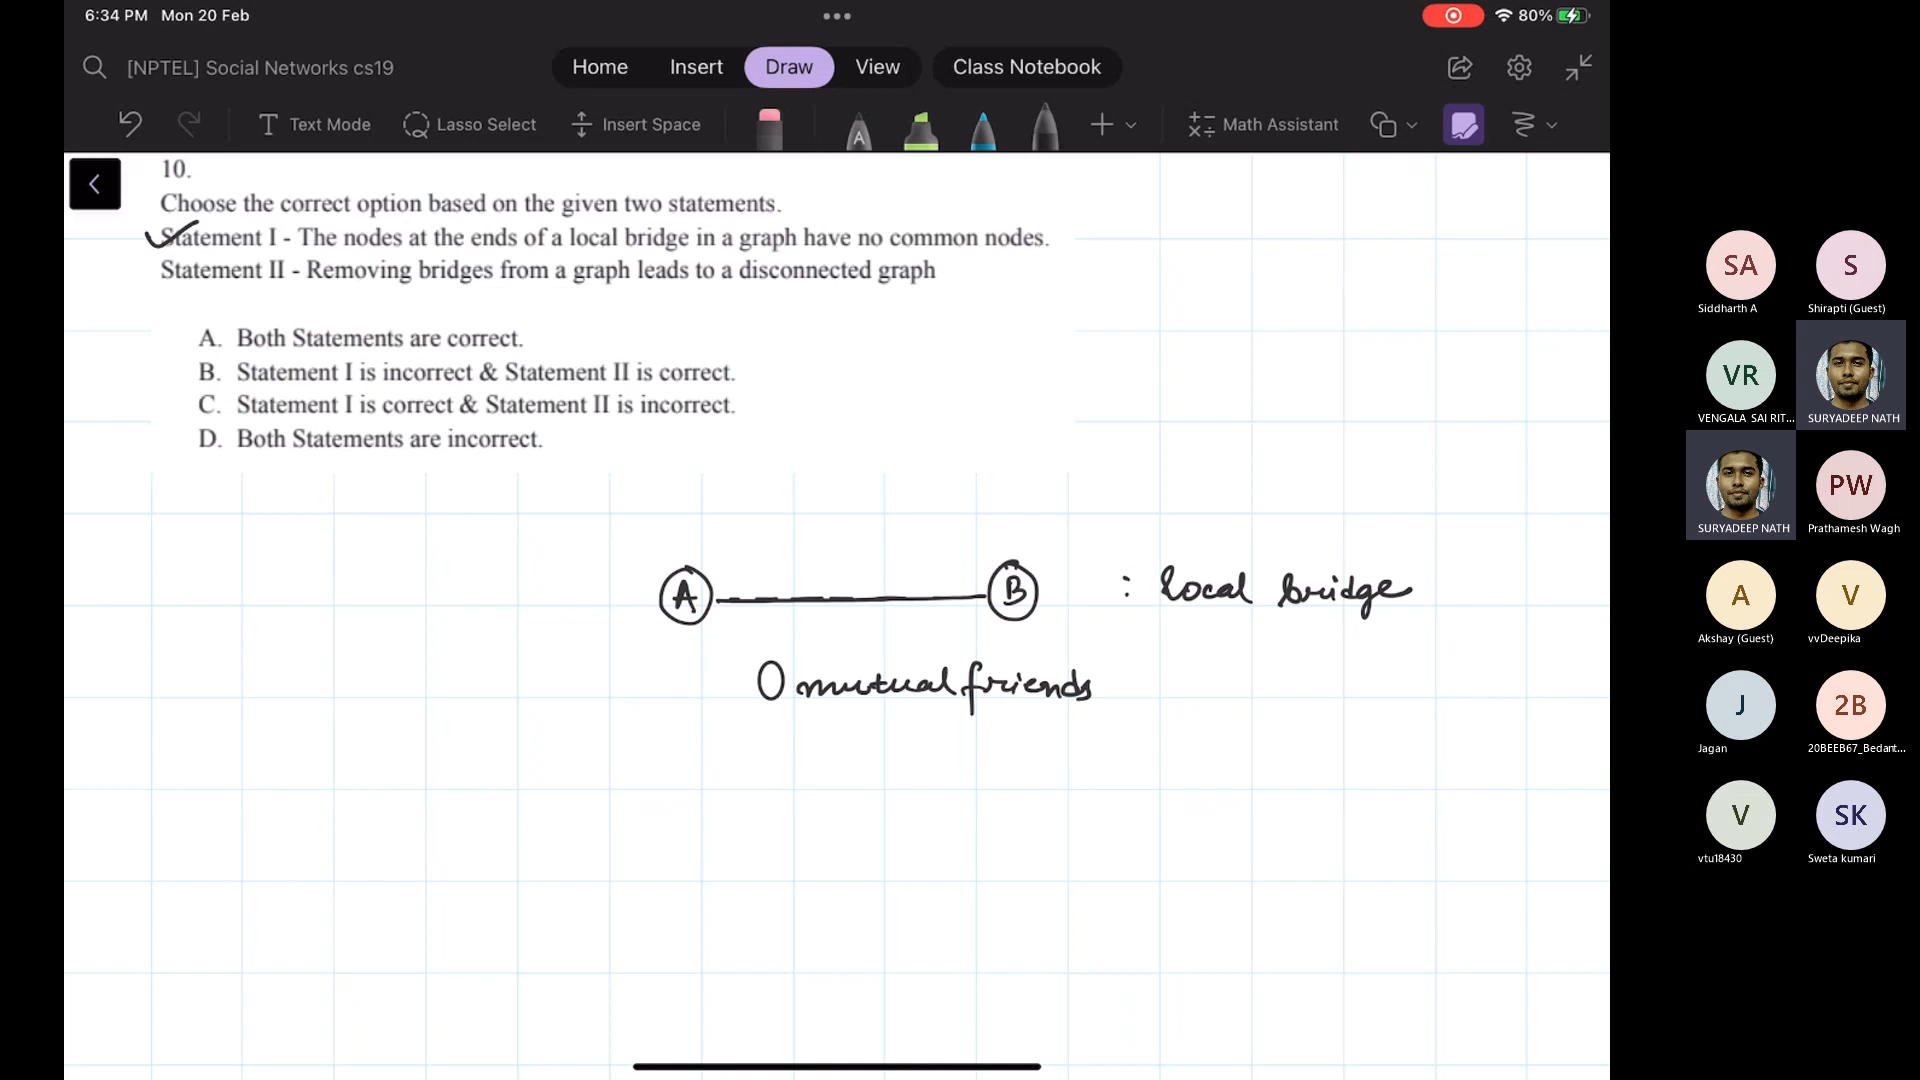 6:34 PM Mon 20 Feb
80%
[NPTEL] Social Networks cs19
Home Insert Draw View Class Notebook
Text Mode Lasso Select Insert Space A Math Assistant
10.
Choose the correct option based on the given two statements.
Statement I - The nodes at the ends of a local bridge in a graph have no common nodes.
Statement II - Removing bridges from a graph leads to a disconnected graph
A. Both Statements are correct.
B. Statement I is incorrect & Statement II is correct.
C. Statement I is correct & Statement II is incorrect.
D. Both Statements are incorrect.
A B : local bridge
0 mutual friends
SA S
Siddharth A Shirapti (Guest)
VR
VENGALA SAI RIT... SURYADEEP NATH
PW
SURYADEEP NATH Prathamesh Wagh
A V
Akshay (Guest) vvDeepika
J 2B
Jagan 20BEEB67_Bedant...
V SK
vtu18430 Sweta kumari